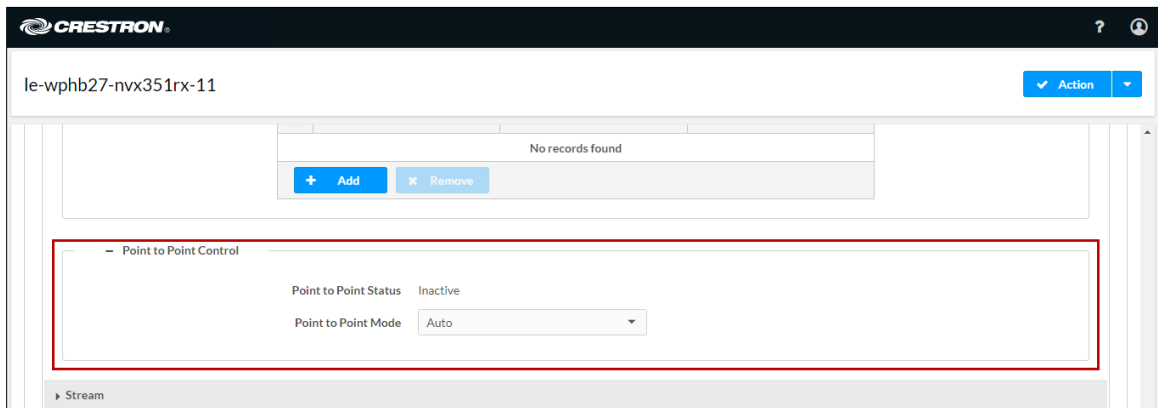 CRESTRON®
?
le-wphb27-nvx351rx-11
Action
No records found
+ Add
× Remove
− Point to Point Control
Point to Point Status Inactive
Point to Point Mode Auto
Stream